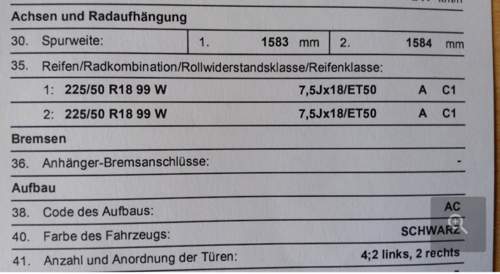 Achsen und Radaufhängung
30. Spurweite: 1. 1583 mm 2. 1584 mm
35. Reifen/Radkombination/Rollwiderstandsklasse/Reifenklasse:
1: 225/50 R18 99 W 7,5Jx18/ET50 A C1
2: 225/50 R18 99 W 7,5Jx18/ET50 A C1
Bremsen
36. Anhänger-Bremsanschlüsse: -
Aufbau
38. Code des Aufbaus: AC
40. Farbe des Fahrzeugs: SCHWARZ
41. Anzahl und Anordnung der Türen: 4;2 links, 2 rechts